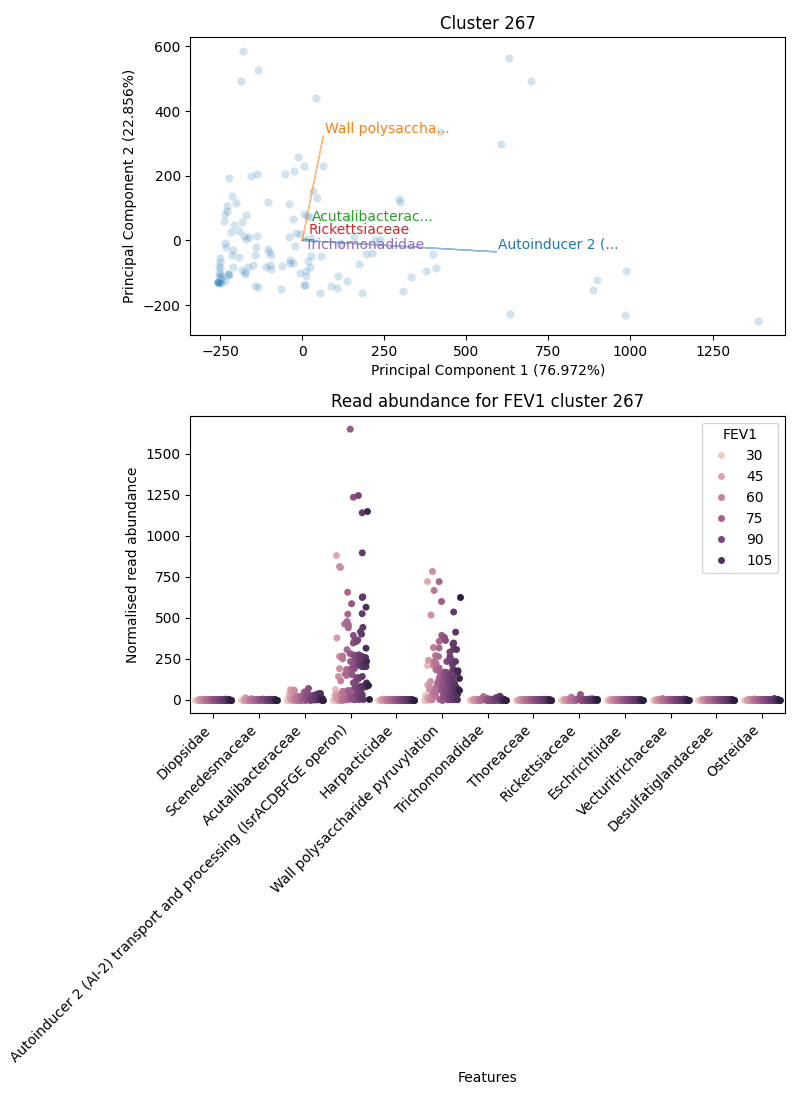 Cluster 267
600
400
200
0
−200
Principal Component 2 (22.856%)
Wall polysaccha...
Acutalibacterac...
Rickettsiaceae
Trichomonadidae
Autoinducer 2 (...
−250
0
250
500
750
1000
1250
Principal Component 1 (76.972%)
Read abundance for FEV1 cluster 267
1500
1250
1000
750
500
250
0
Normalised read abundance
FEV1
30
45
60
75
90
105
Diopsidae
Scenedesmaceae
Acutalibacteraceae
Autoinducer 2 (AI-2) transport and processing (lsrACDBFGE operon)
Harpacticidae
Wall polysaccharide pyruvylation
Trichomonadidae
Thoreaceae
Rickettsiaceae
Eschrichtiidae
Vecturitrichaceae
Desulfatiglandaceae
Ostreidae
Features